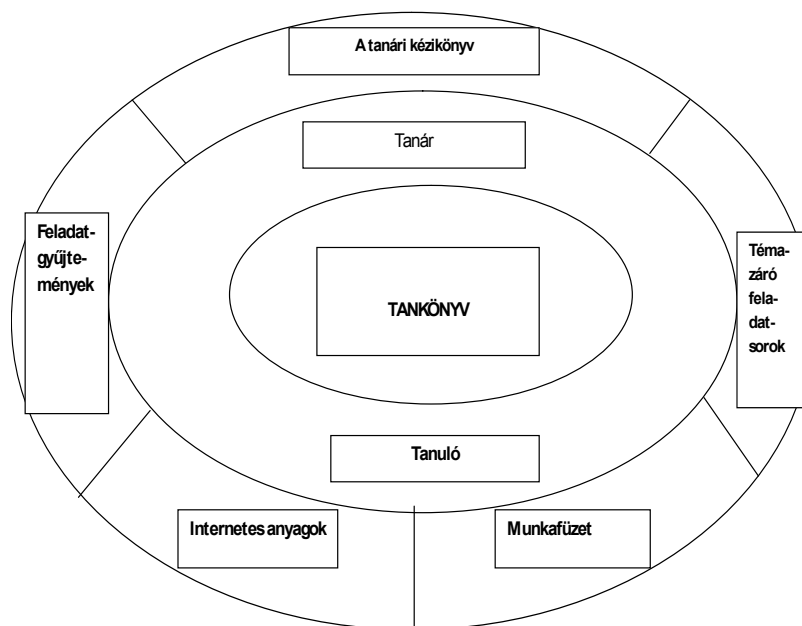 A tanári kézikönyv
Tanár
Feladat-
gyűjte-
mények
Téma-
záró
fela-
dat-
sorok
TANKÖNYV
Tanuló
Internetes anyagok
Munkafüzet